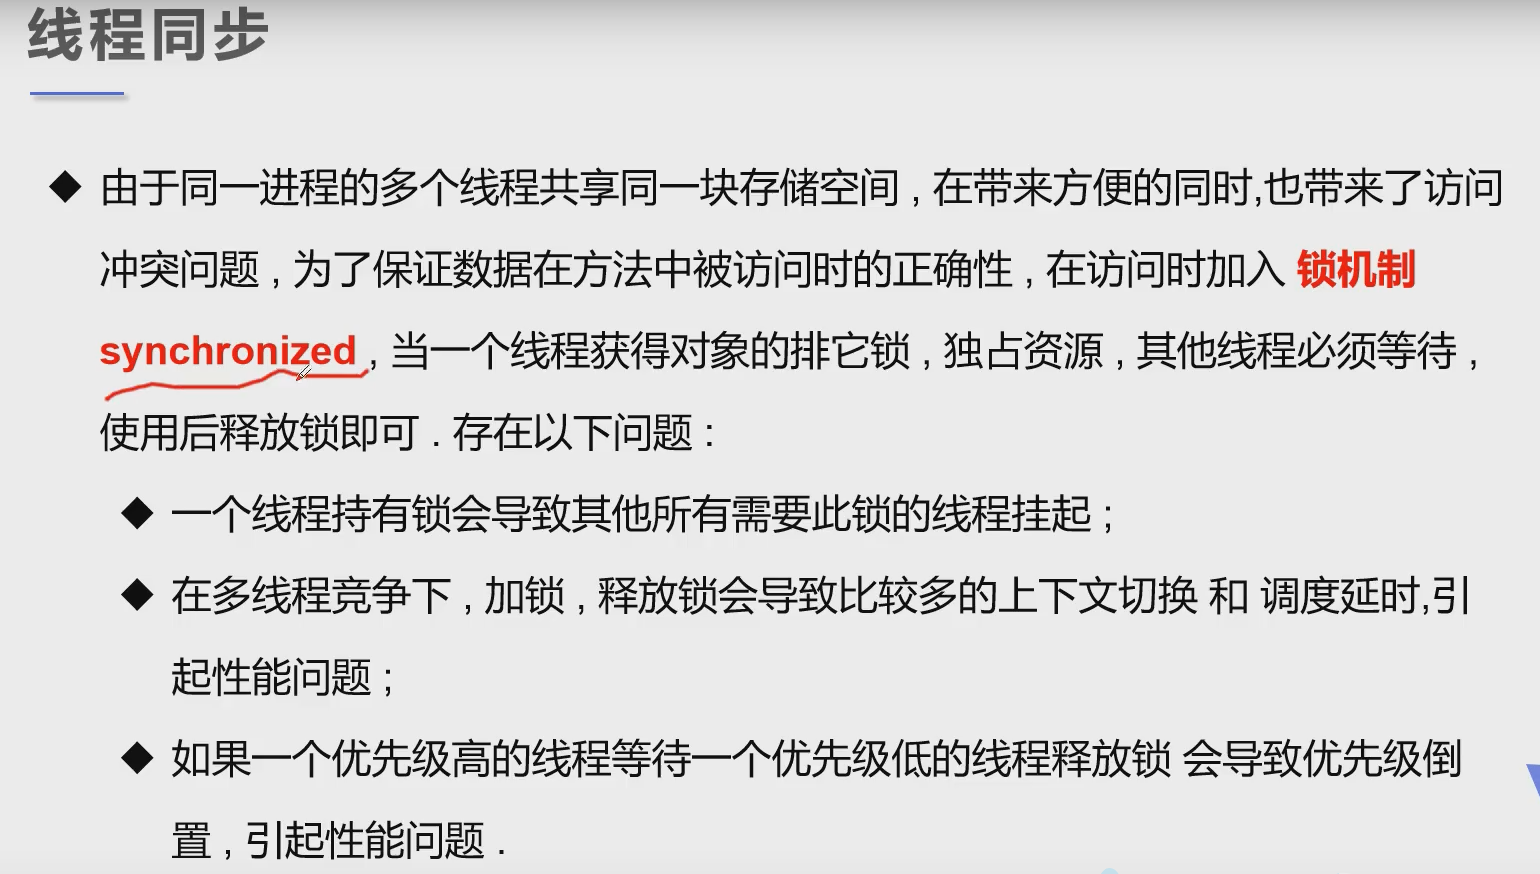 线程同步
由于同一进程的多个线程共享同一块存储空间 , 在带来方便的同时,也带来了访问
冲突问题 , 为了保证数据在方法中被访问时的正确性 , 在访问时加入 锁机制
synchronized , 当一个线程获得对象的排它锁 , 独占资源 , 其他线程必须等待 ,
使用后释放锁即可 . 存在以下问题 :
一个线程持有锁会导致其他所有需要此锁的线程挂起 ;
在多线程竞争下 , 加锁 , 释放锁会导致比较多的上下文切换 和 调度延时,引
起性能问题 ;
如果一个优先级高的线程等待一个优先级低的线程释放锁 会导致优先级倒
置 , 引起性能问题 .